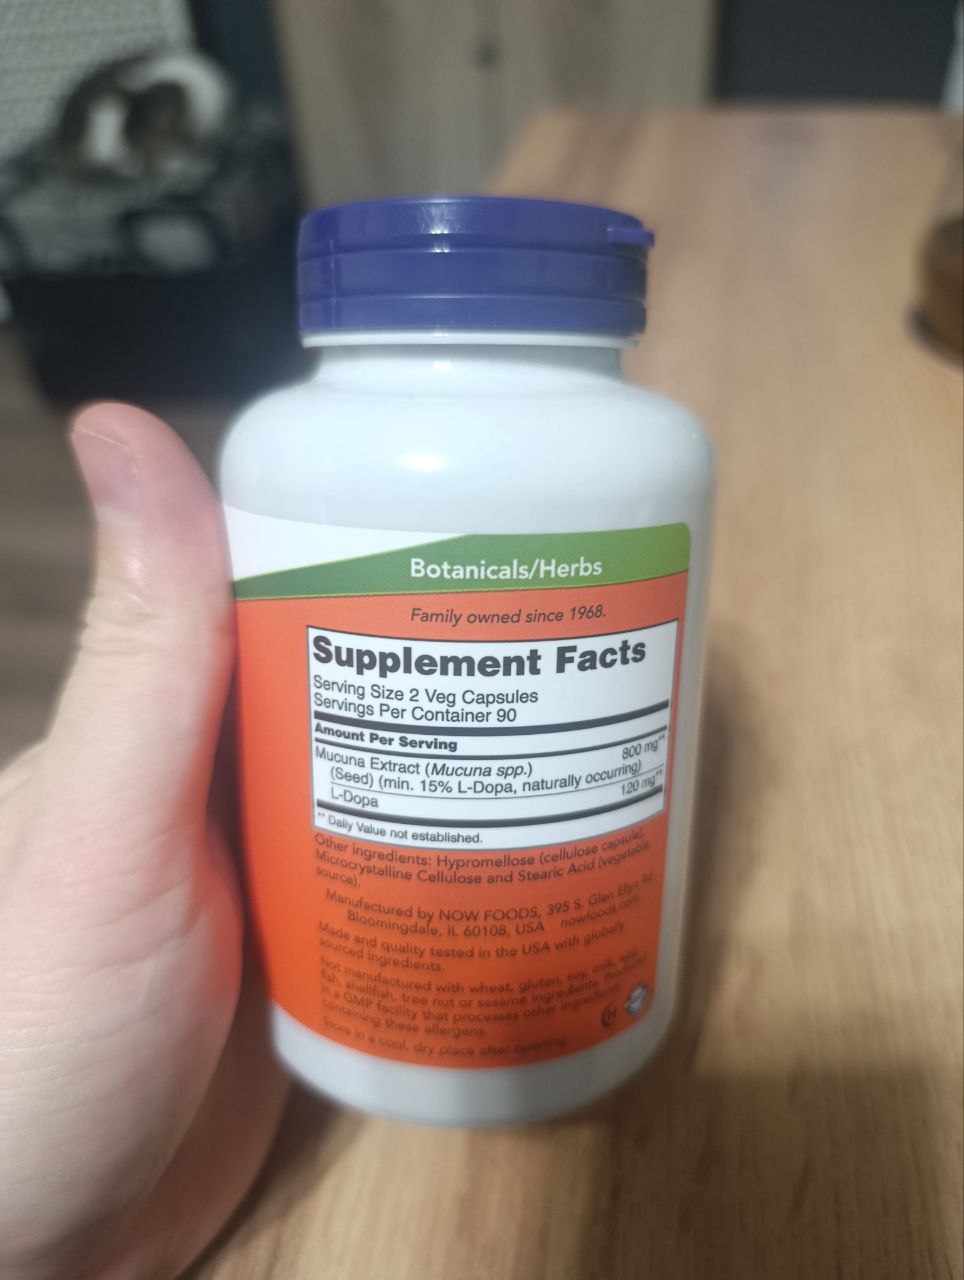 Botanicals/Herbs
Family owned since 1968.
Supplement Facts
Serving Size 2 Veg Capsules
Servings Per Container 90
Amount Per Serving
Mucuna Extract (Mucuna spp.) 800 mg**
(Seed) (min. 15% L-Dopa, naturally occurring)
L-Dopa 120 mg**
** Daily Value not established.
Other ingredients: Hypromellose (cellulose capsule),
Microcrystalline Cellulose and Stearic Acid (vegetable
source).
Manufactured by NOW FOODS, 395 S. Glen Ellyn Rd.
Bloomingdale, IL 60108, USA nowfoods.com
Made and quality tested in the USA with globally
sourced ingredients.
Not manufactured with wheat, gluten, soy, milk, egg,
fish, shellfish, tree nut or sesame ingredients. Produced
in a GMP facility that processes other ingredients
containing these allergens.
Store in a cool, dry place after opening.